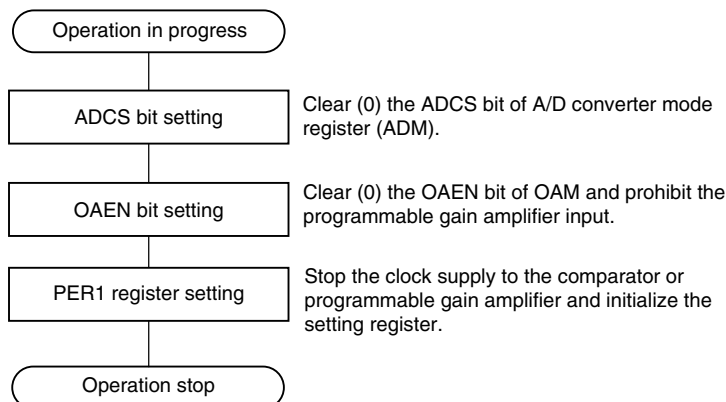 Operation in progress
ADCS bit setting
Clear (0) the ADCS bit of A/D converter mode
register (ADM).
OAEN bit setting
Clear (0) the OAEN bit of OAM and prohibit the
programmable gain amplifier input.
PER1 register setting
Stop the clock supply to the comparator or
programmable gain amplifier and initialize the
setting register.
Operation stop